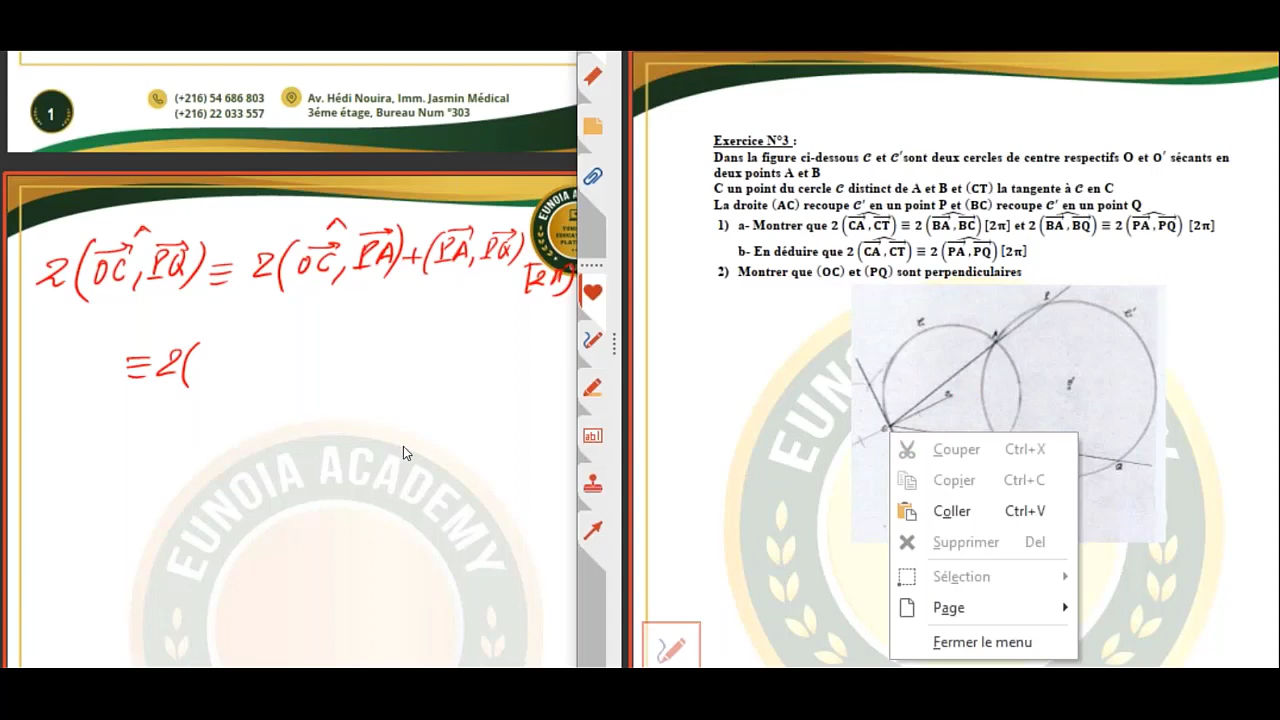 1
(+216) 54 686 803
(+216) 22 033 557
Av. Hédi Nouira, Imm. Jasmin Médical
3éme étage, Bureau Num °303
EUNOIA ACADEMY
2(OC, PQ) ≡ 2(OC, PA) + (PA, PQ) [2π]
≡ 2(
EUNOIA ACADEMY
Exercice N°3 :
Dans la figure ci-dessous 𝒞 et 𝒞′sont deux cercles de centre respectifs O et O′ sécants en
deux points A et B
C un point du cercle 𝒞 distinct de A et B et (CT) la tangente à 𝒞 en C
La droite (AC) recoupe 𝒞′ en un point P et (BC) recoupe 𝒞′ en un point Q
1) a- Montrer que 2 (CA, CT) ≡ 2 (BA, BC) [2π] et 2 (BA, BQ) ≡ 2 (PA, PQ) [2π]
b- En déduire que 2 (CA, CT) ≡ 2 (PA, PQ) [2π]
2) Montrer que (OC) et (PQ) sont perpendiculaires
A
Q
Couper Ctrl+X
Copier Ctrl+C
Coller Ctrl+V
Supprimer Del
Sélection
Page
Fermer le menu